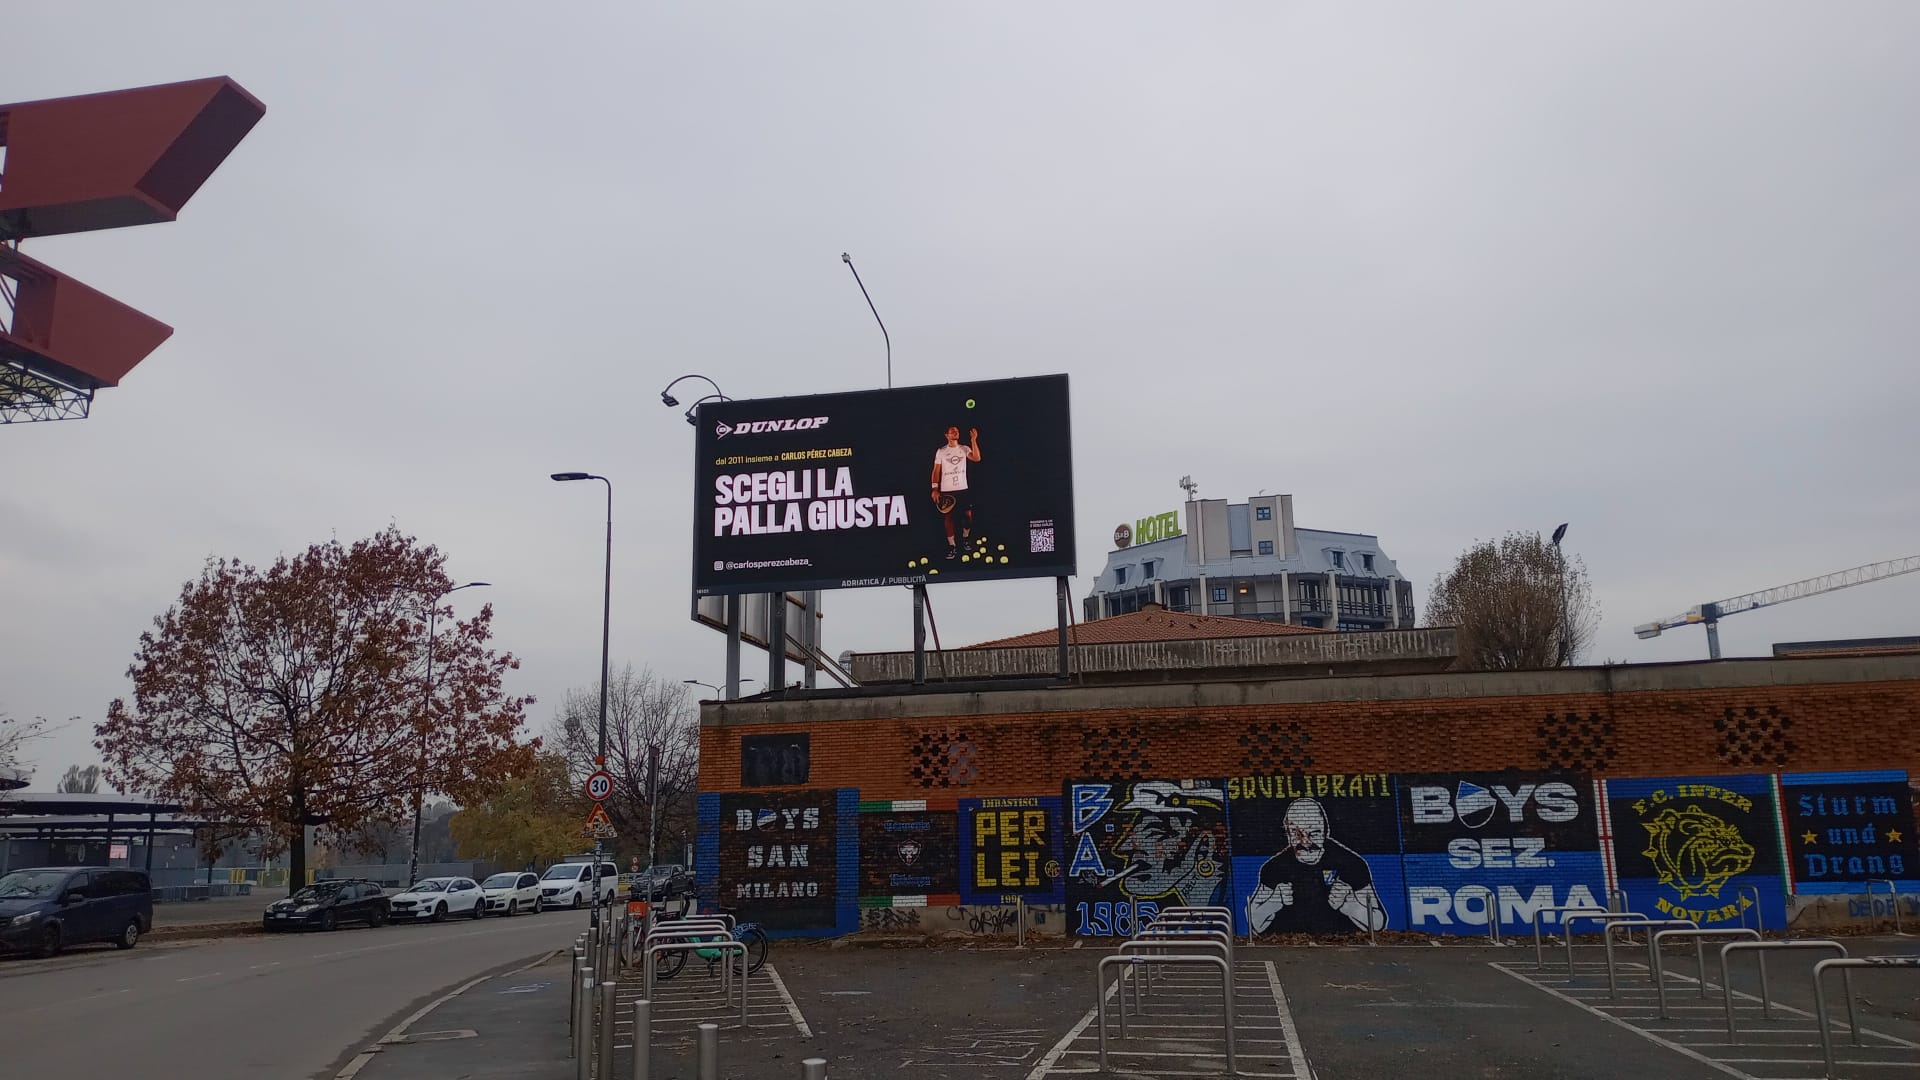 DUNLOP
dal 2011 insieme a CARLOS PÉREZ CABEZA
SCEGLI LA
PALLA GIUSTA
@carlosperezcabeza_
ADRIATICA / PUBBLICITÀ
B&B HOTEL
30
BOYS
SAN
MILANO
IMBASTISCI
PER
LEI
B.
A.
1985
SQUILIBRATI
BOYS
SEZ.
ROMA
F.C. INTER
NOVARA
Sturm
und
Drang